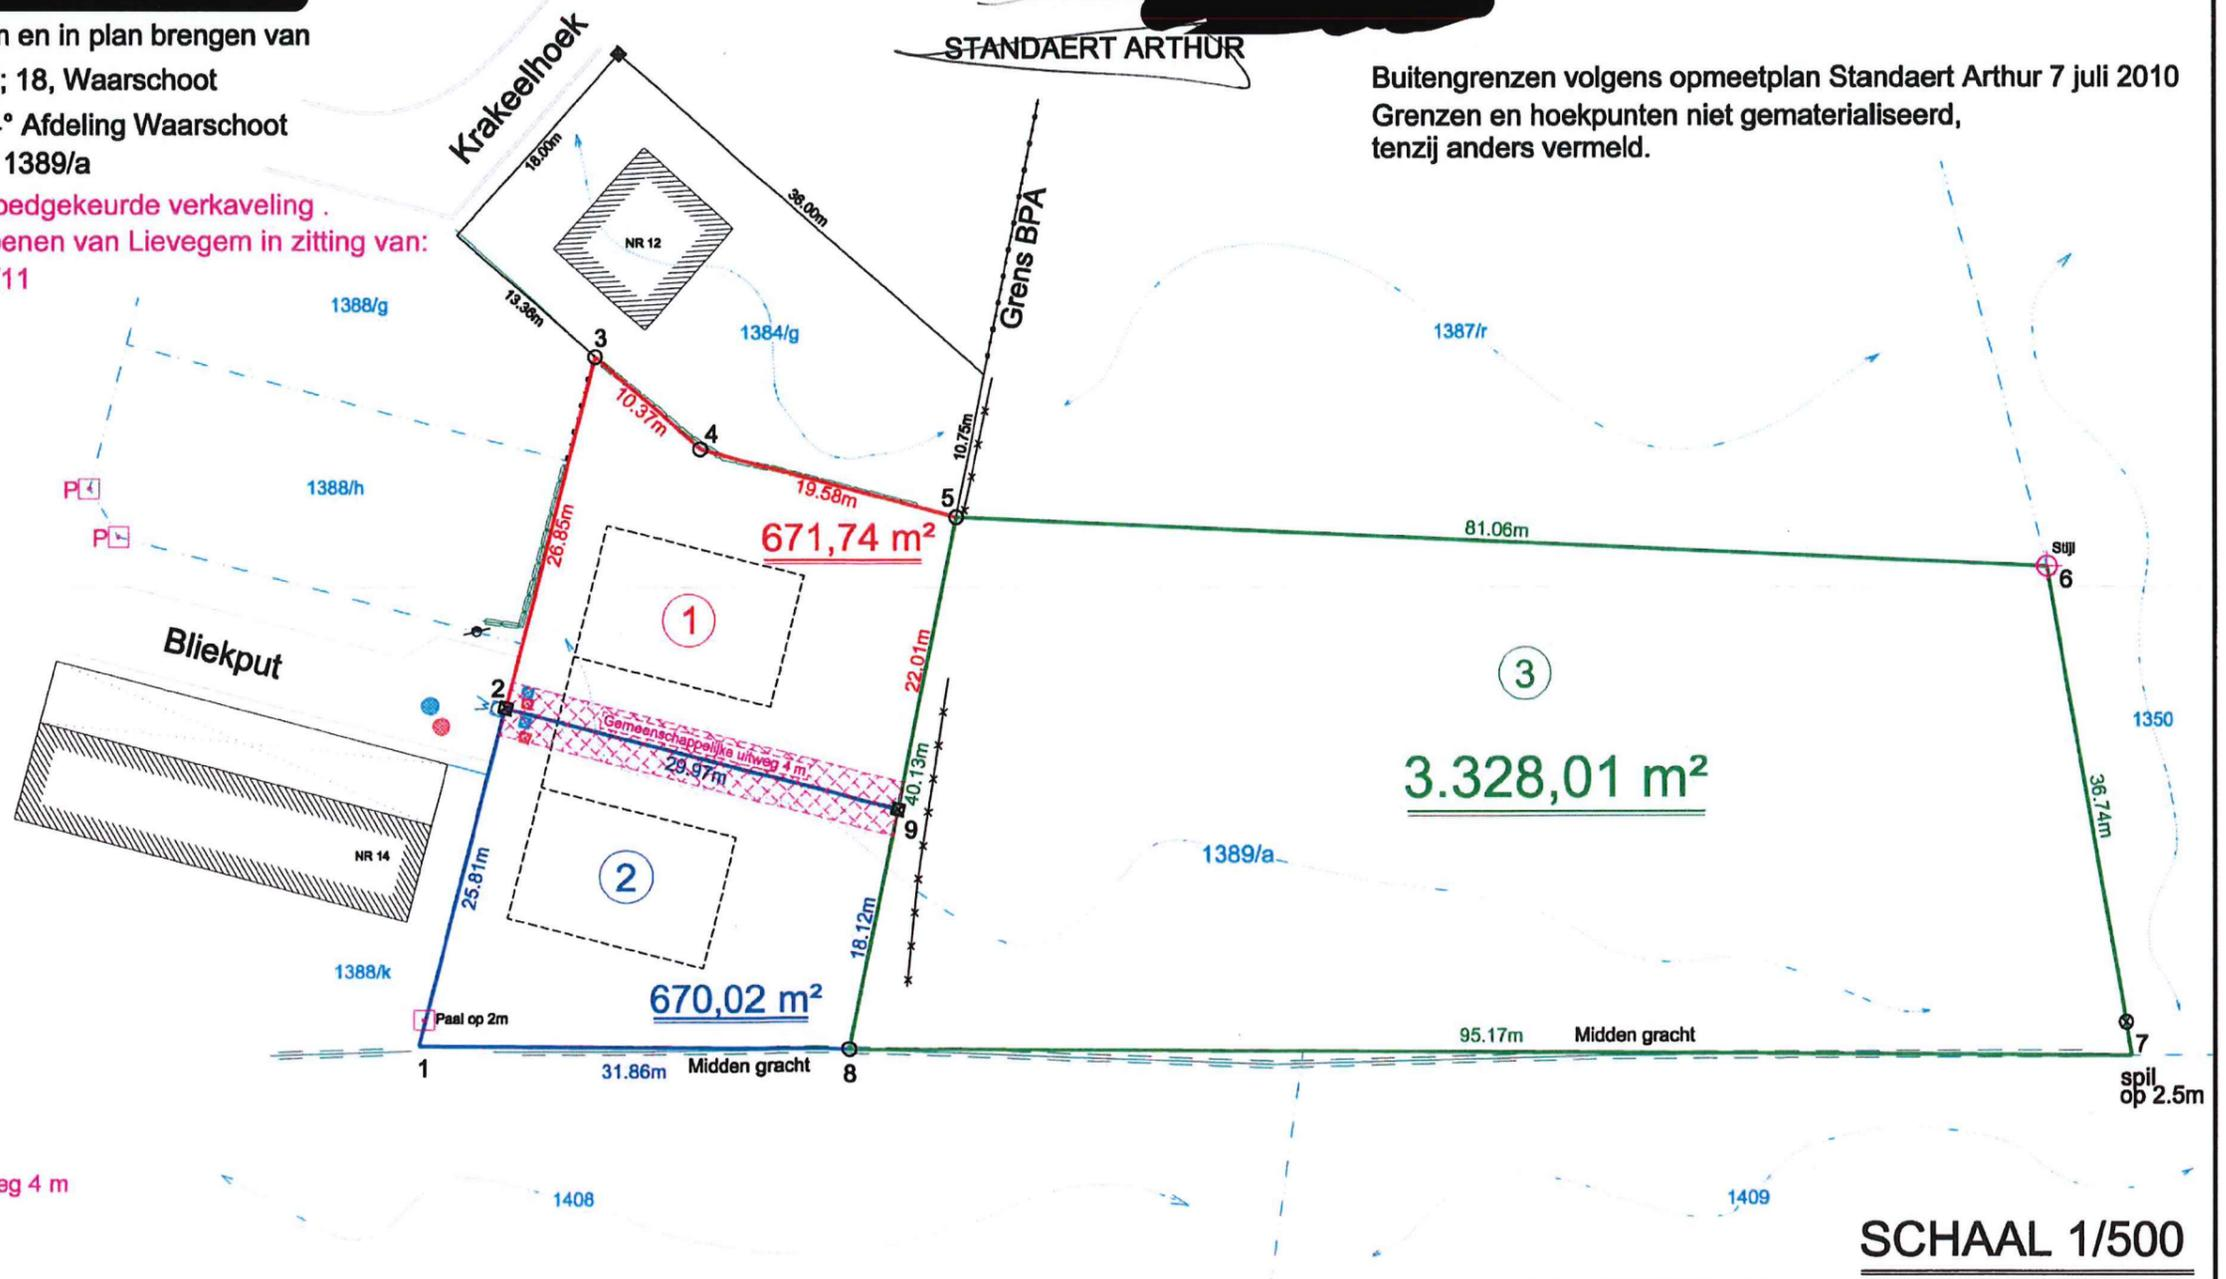 n en in plan brengen van
; 18, Waarschoot
° Afdeling Waarschoot
1389/a
oedgekeurde verkaveling .
enen van Lievegem in zitting van:
/11
Krakeelhoek
STANDAERT ARTHUR
Buitengrenzen volgens opmeetplan Standaert Arthur 7 juli 2010
Grenzen en hoekpunten niet gematerialiseerd,
tenzij anders vermeld.
18.00m
38.00m
NR 12
Grens BPA
13.36m
1388/g
1384/g
1387/r
3
10.37m
4
10.75m
19.58m
5
671,74 m²
81.06m
Stijl
6
P
1388/h
P
26.85m
1
22.01m
3
Bliekput
2
W
Gemeenschappelijke uitweg 4 m
29.97m
40.13m
9
3.328,01 m²
1350
36.74m
NR 14
25.81m
2
18.12m
1389/a
1388/k
670,02 m²
Paal op 2m
1
31.86m
Midden gracht
8
95.17m
Midden gracht
7
spil
op 2.5m
eg 4 m
1408
1409
SCHAAL 1/500